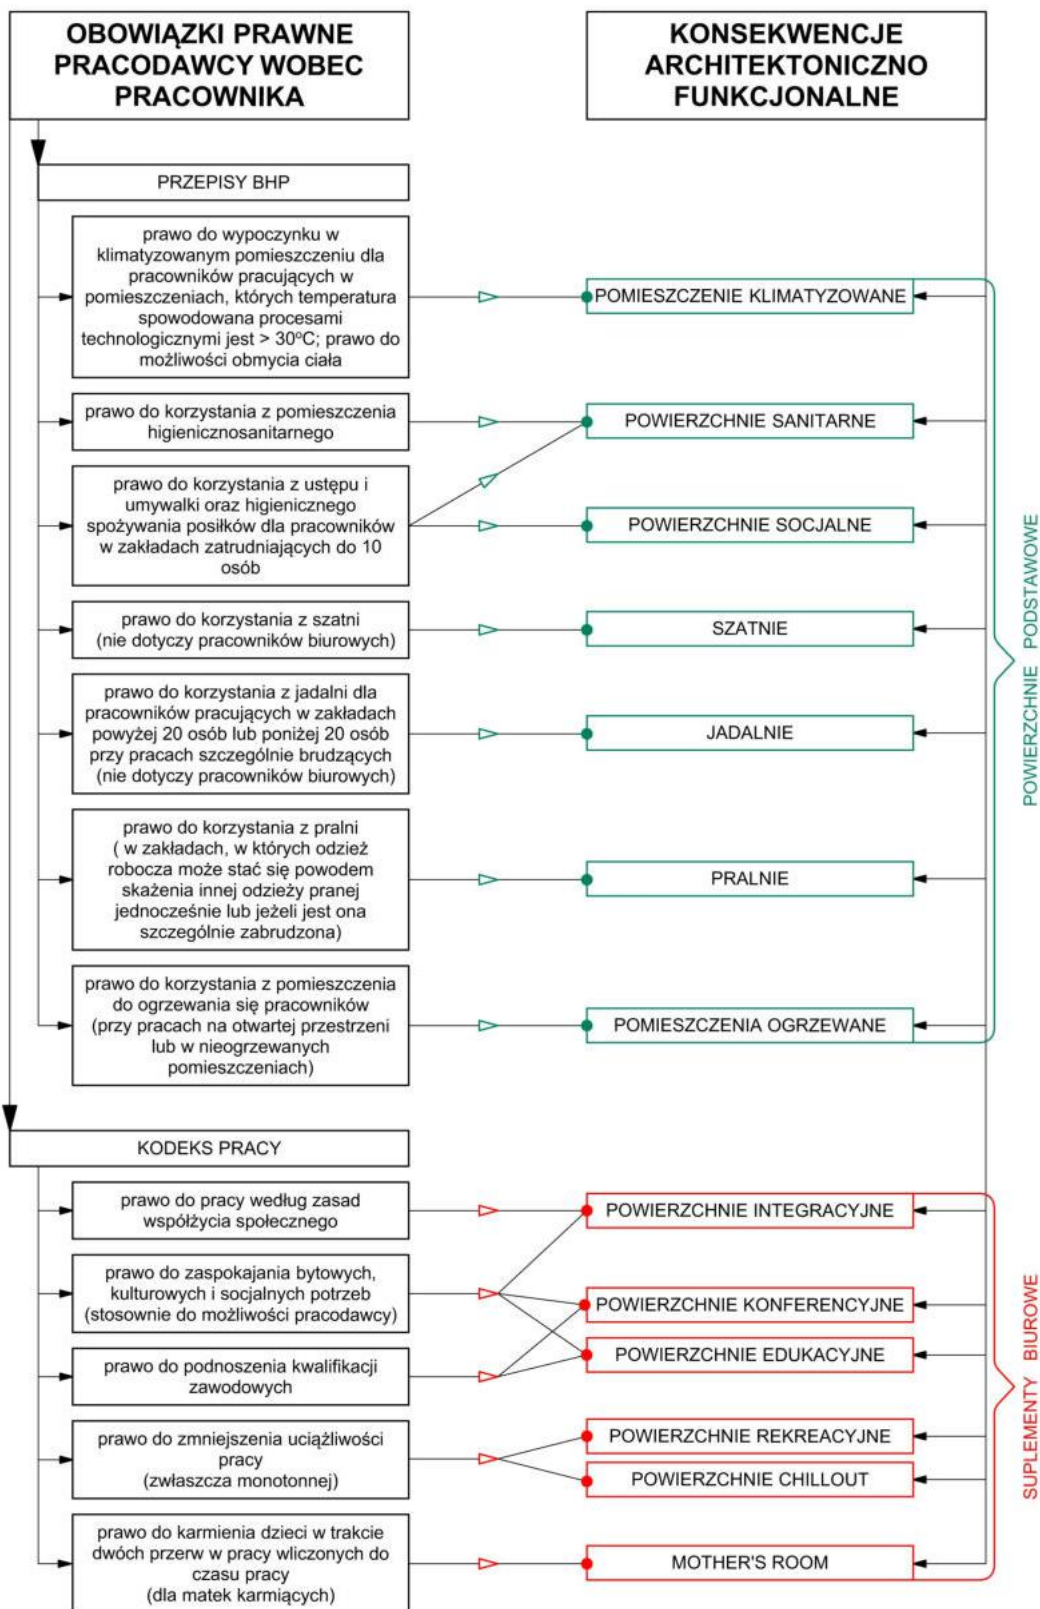 OBOWIĄZKI PRAWNE
PRACODAWCY WOBEC
PRACOWNIKA
KONSEKWENCJE
ARCHITEKTONICZNO
FUNKCJONALNE
PRZEPISY BHP
prawo do wypoczynku w
klimatyzowanym pomieszczeniu dla
pracowników pracujących w
pomieszczeniach, których temperatura
spowodowana procesami
technologicznymi jest > 30ºC; prawo do
możliwości obmycia ciała
POMIESZCZENIE KLIMATYZOWANE
prawo do korzystania z pomieszczenia
higienicznosanitarnego
POWIERZCHNIE SANITARNE
prawo do korzystania z ustępu i
umywalki oraz higienicznego
spożywania posiłków dla pracowników
w zakładach zatrudniających do 10
osób
POWIERZCHNIE SOCJALNE
prawo do korzystania z szatni
(nie dotyczy pracowników biurowych)
SZATNIE
prawo do korzystania z jadalni dla
pracowników pracujących w zakładach
powyżej 20 osób lub poniżej 20 osób
przy pracach szczególnie brudzących
(nie dotyczy pracowników biurowych)
JADALNIE
prawo do korzystania z pralni
( w zakładach, w których odzież
robocza może stać się powodem
skażenia innej odzieży pranej
jednocześnie lub jeżeli jest ona
szczególnie zabrudzona)
PRALNIE
prawo do korzystania z pomieszczenia
do ogrzewania się pracowników
(przy pracach na otwartej przestrzeni
lub w nieogrzewanych
pomieszczeniach)
POMIESZCZENIA OGRZEWANE
POWIERZCHNIE PODSTAWOWE
KODEKS PRACY
prawo do pracy według zasad
współżycia społecznego
POWIERZCHNIE INTEGRACYJNE
prawo do zaspokajania bytowych,
kulturowych i socjalnych potrzeb
(stosownie do możliwości pracodawcy)
POWIERZCHNIE KONFERENCYJNE
prawo do podnoszenia kwalifikacji
zawodowych
POWIERZCHNIE EDUKACYJNE
prawo do zmniejszenia uciążliwości
pracy
(zwłaszcza monotonnej)
POWIERZCHNIE REKREACYJNE
POWIERZCHNIE CHILLOUT
prawo do karmienia dzieci w trakcie
dwóch przerw w pracy wliczonych do
czasu pracy
(dla matek karmiących)
MOTHER'S ROOM
SUPLEMENTY BIUROWE